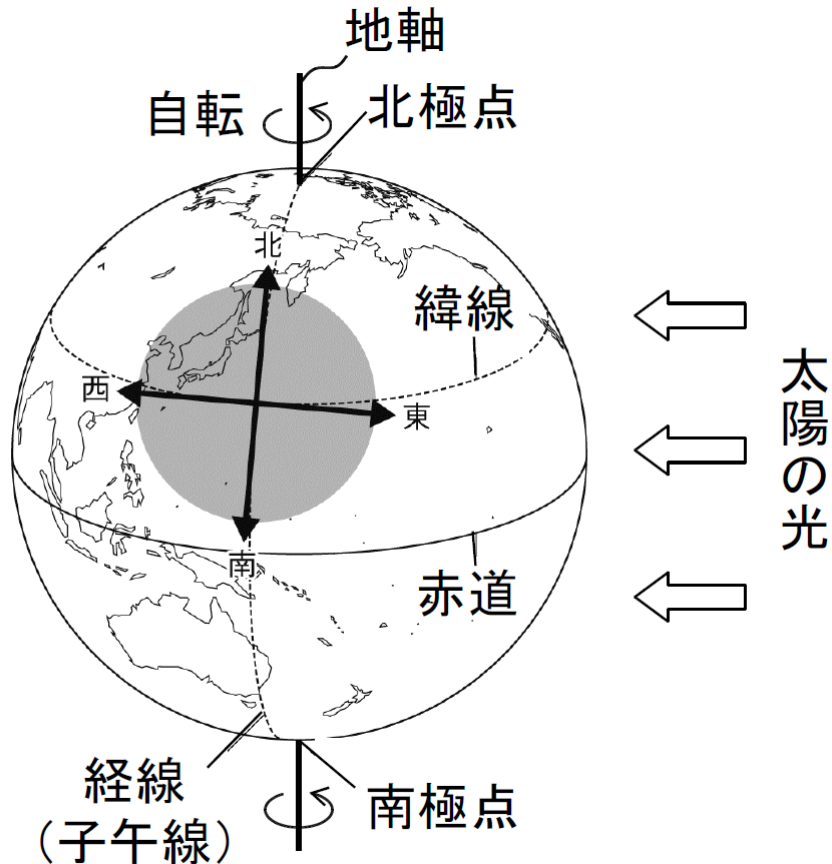 地軸
自転
北極点
北
緯線
西
東
太陽の光
南
赤道
経線
(子午線)
南極点